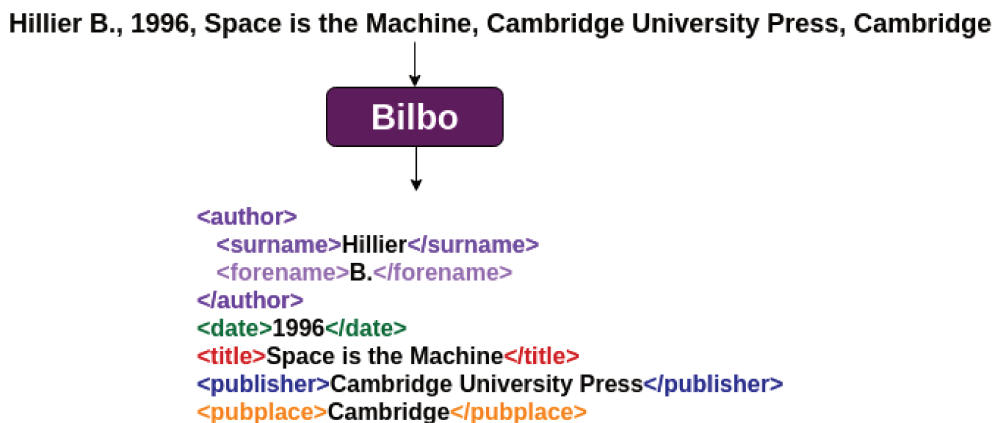 Hillier B., 1996, Space is the Machine, Cambridge University Press, Cambridge
Bilbo
<author>
<surname>Hillier</surname>
<forename>B.</forename>
</author>
<date>1996</date>
<title>Space is the Machine</title>
<publisher>Cambridge University Press</publisher>
<pubplace>Cambridge</pubplace>